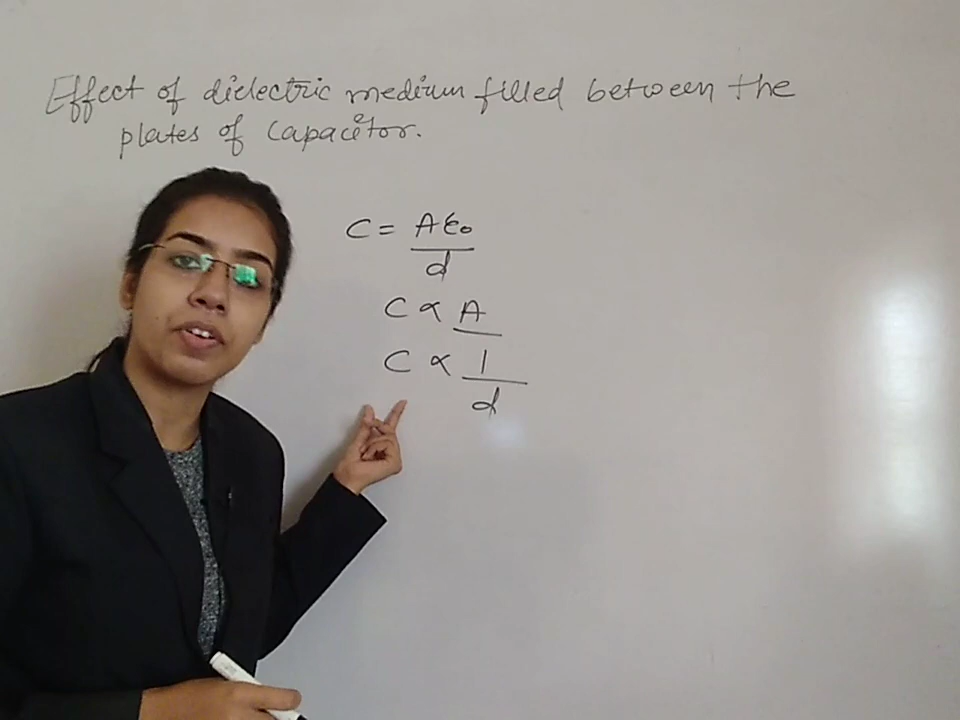 Effect of dielectric medium filled between the
plates of capacitor.
C = Aε₀/d
C ∝ A
C ∝ 1/d